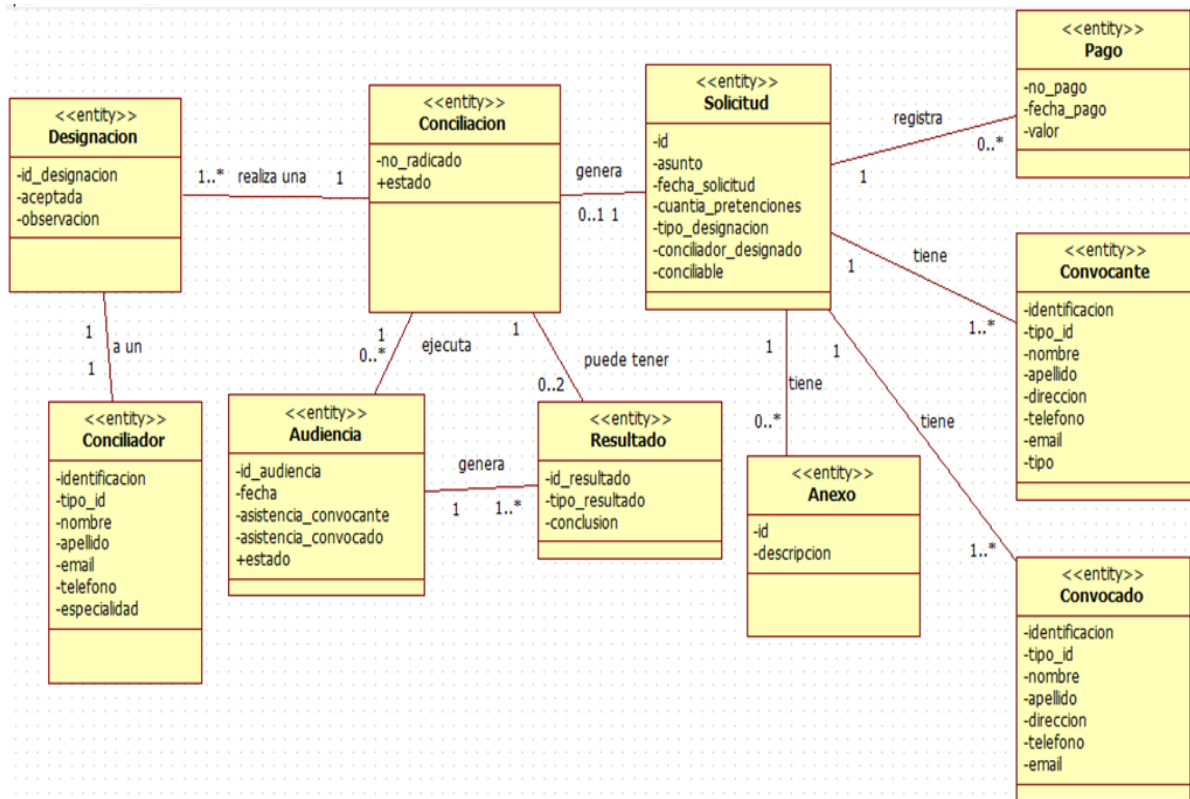 <<entity>>
Designacion
-id_designacion
-aceptada
-observacion
1..*
realiza una
1
<<entity>>
Conciliacion
-no_radicado
+estado
genera
0..1
1
<<entity>>
Solicitud
-id
-asunto
-fecha_solicitud
-cuantia_pretenciones
-tipo_designacion
-conciliador_designado
-conciliable
registra
1
0..*
<<entity>>
Pago
-no_pago
-fecha_pago
-valor
tiene
1
1..*
<<entity>>
Convocante
-identificacion
-tipo_id
-nombre
-apellido
-direccion
-telefono
-email
-tipo
1
a un
1
<<entity>>
Conciliador
-identificacion
-tipo_id
-nombre
-apellido
-email
-telefono
-especialidad
1
0..*
ejecuta
<<entity>>
Audiencia
-id_audiencia
-fecha
-asistencia_convocante
-asistencia_convocado
+estado
genera
1
1..*
1
puede tener
0..2
<<entity>>
Resultado
-id_resultado
-tipo_resultado
-conclusion
1
tiene
0..*
<<entity>>
Anexo
-id
-descripcion
1
tiene
1..*
<<entity>>
Convocado
-identificacion
-tipo_id
-nombre
-apellido
-direccion
-telefono
-email